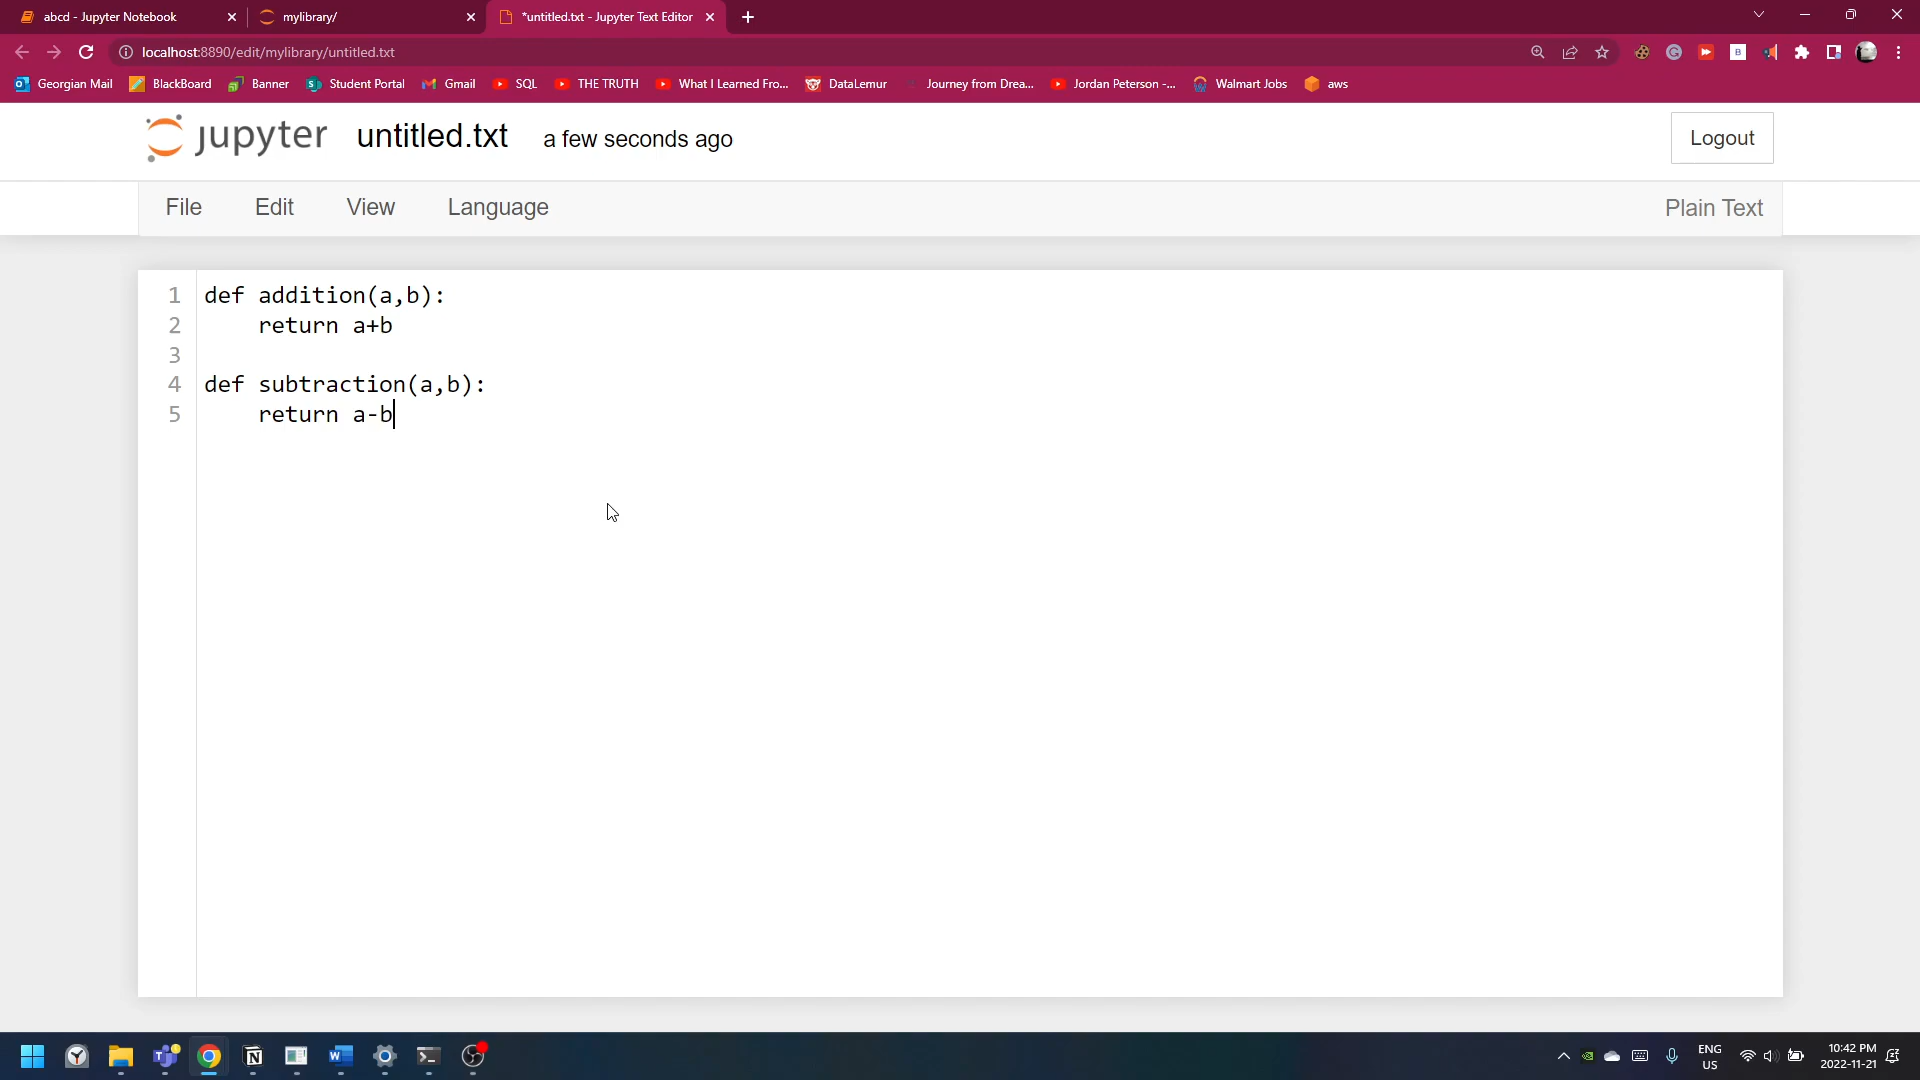 abcd - Jupyter Notebook
mylibrary/
*untitled.txt - Jupyter Text Editor
localhost:8890/edit/mylibrary/untitled.txt
Georgian Mail
BlackBoard
Banner
Student Portal
Gmail
SQL
THE TRUTH
What I Learned Fro...
DataLemur
Journey from Drea...
Jordan Peterson -...
Walmart Jobs
aws
jupyter
untitled.txt
a few seconds ago
Logout
File
Edit
View
Language
Plain Text
1 def addition(a,b):
2 return a+b
3
4 def subtraction(a,b):
5 return a-b
ENG
US
10:42 PM
2022-11-21